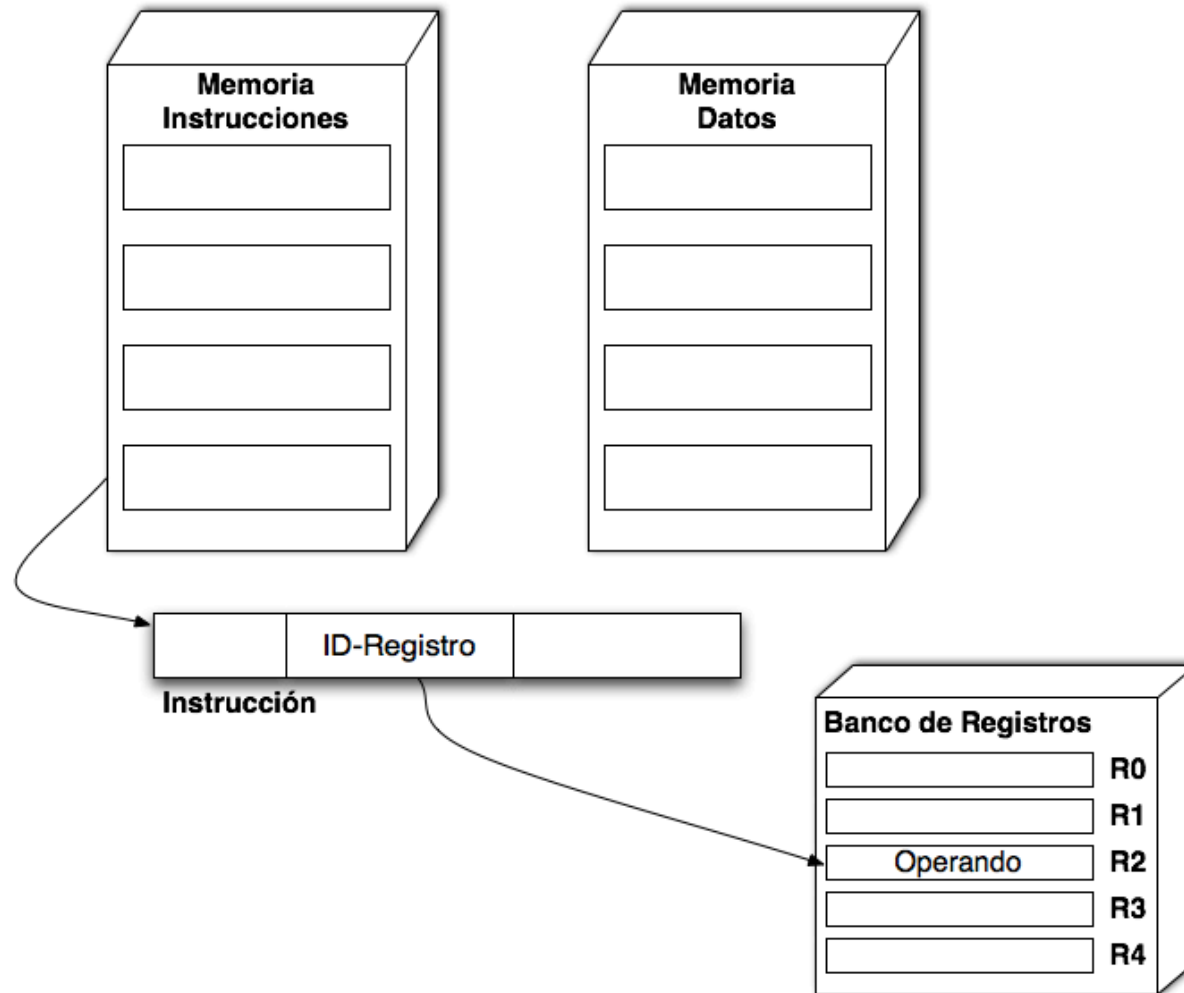 Memoria
Instrucciones
Memoria
Datos
ID-Registro
Instrucción
Banco de Registros
R0
R1
Operando R2
R3
R4